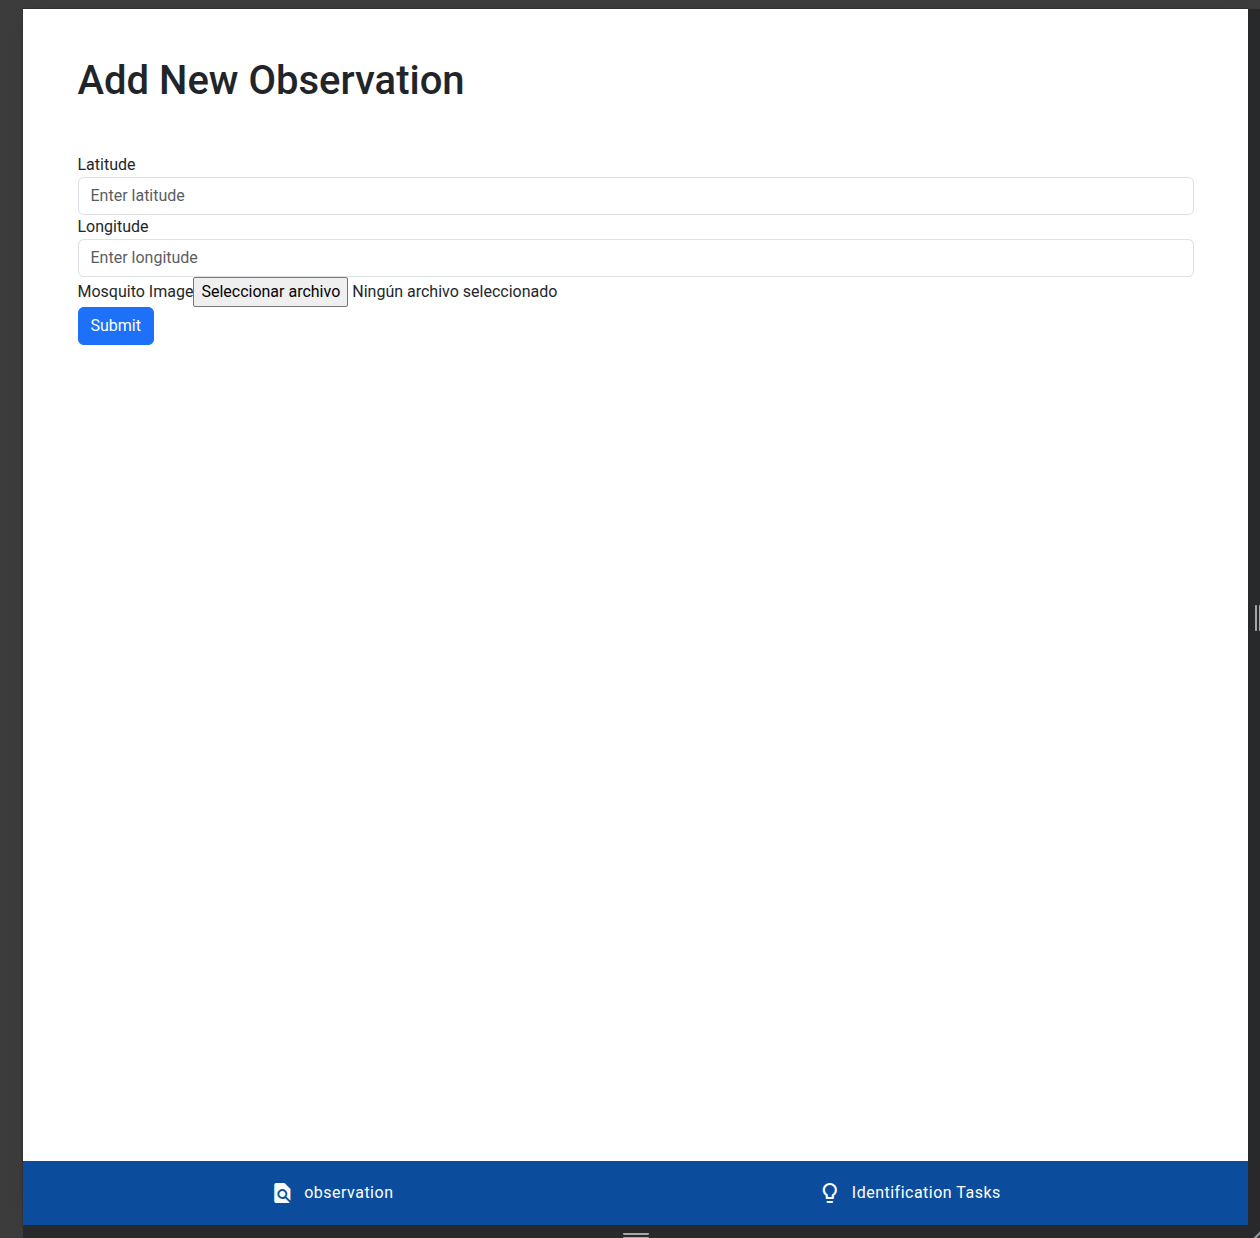 Add New Observation
Latitude
Enter latitude
Longitude
Enter longitude
Mosquito Image Seleccionar archivo Ningún archivo seleccionado
Submit
observation Identification Tasks